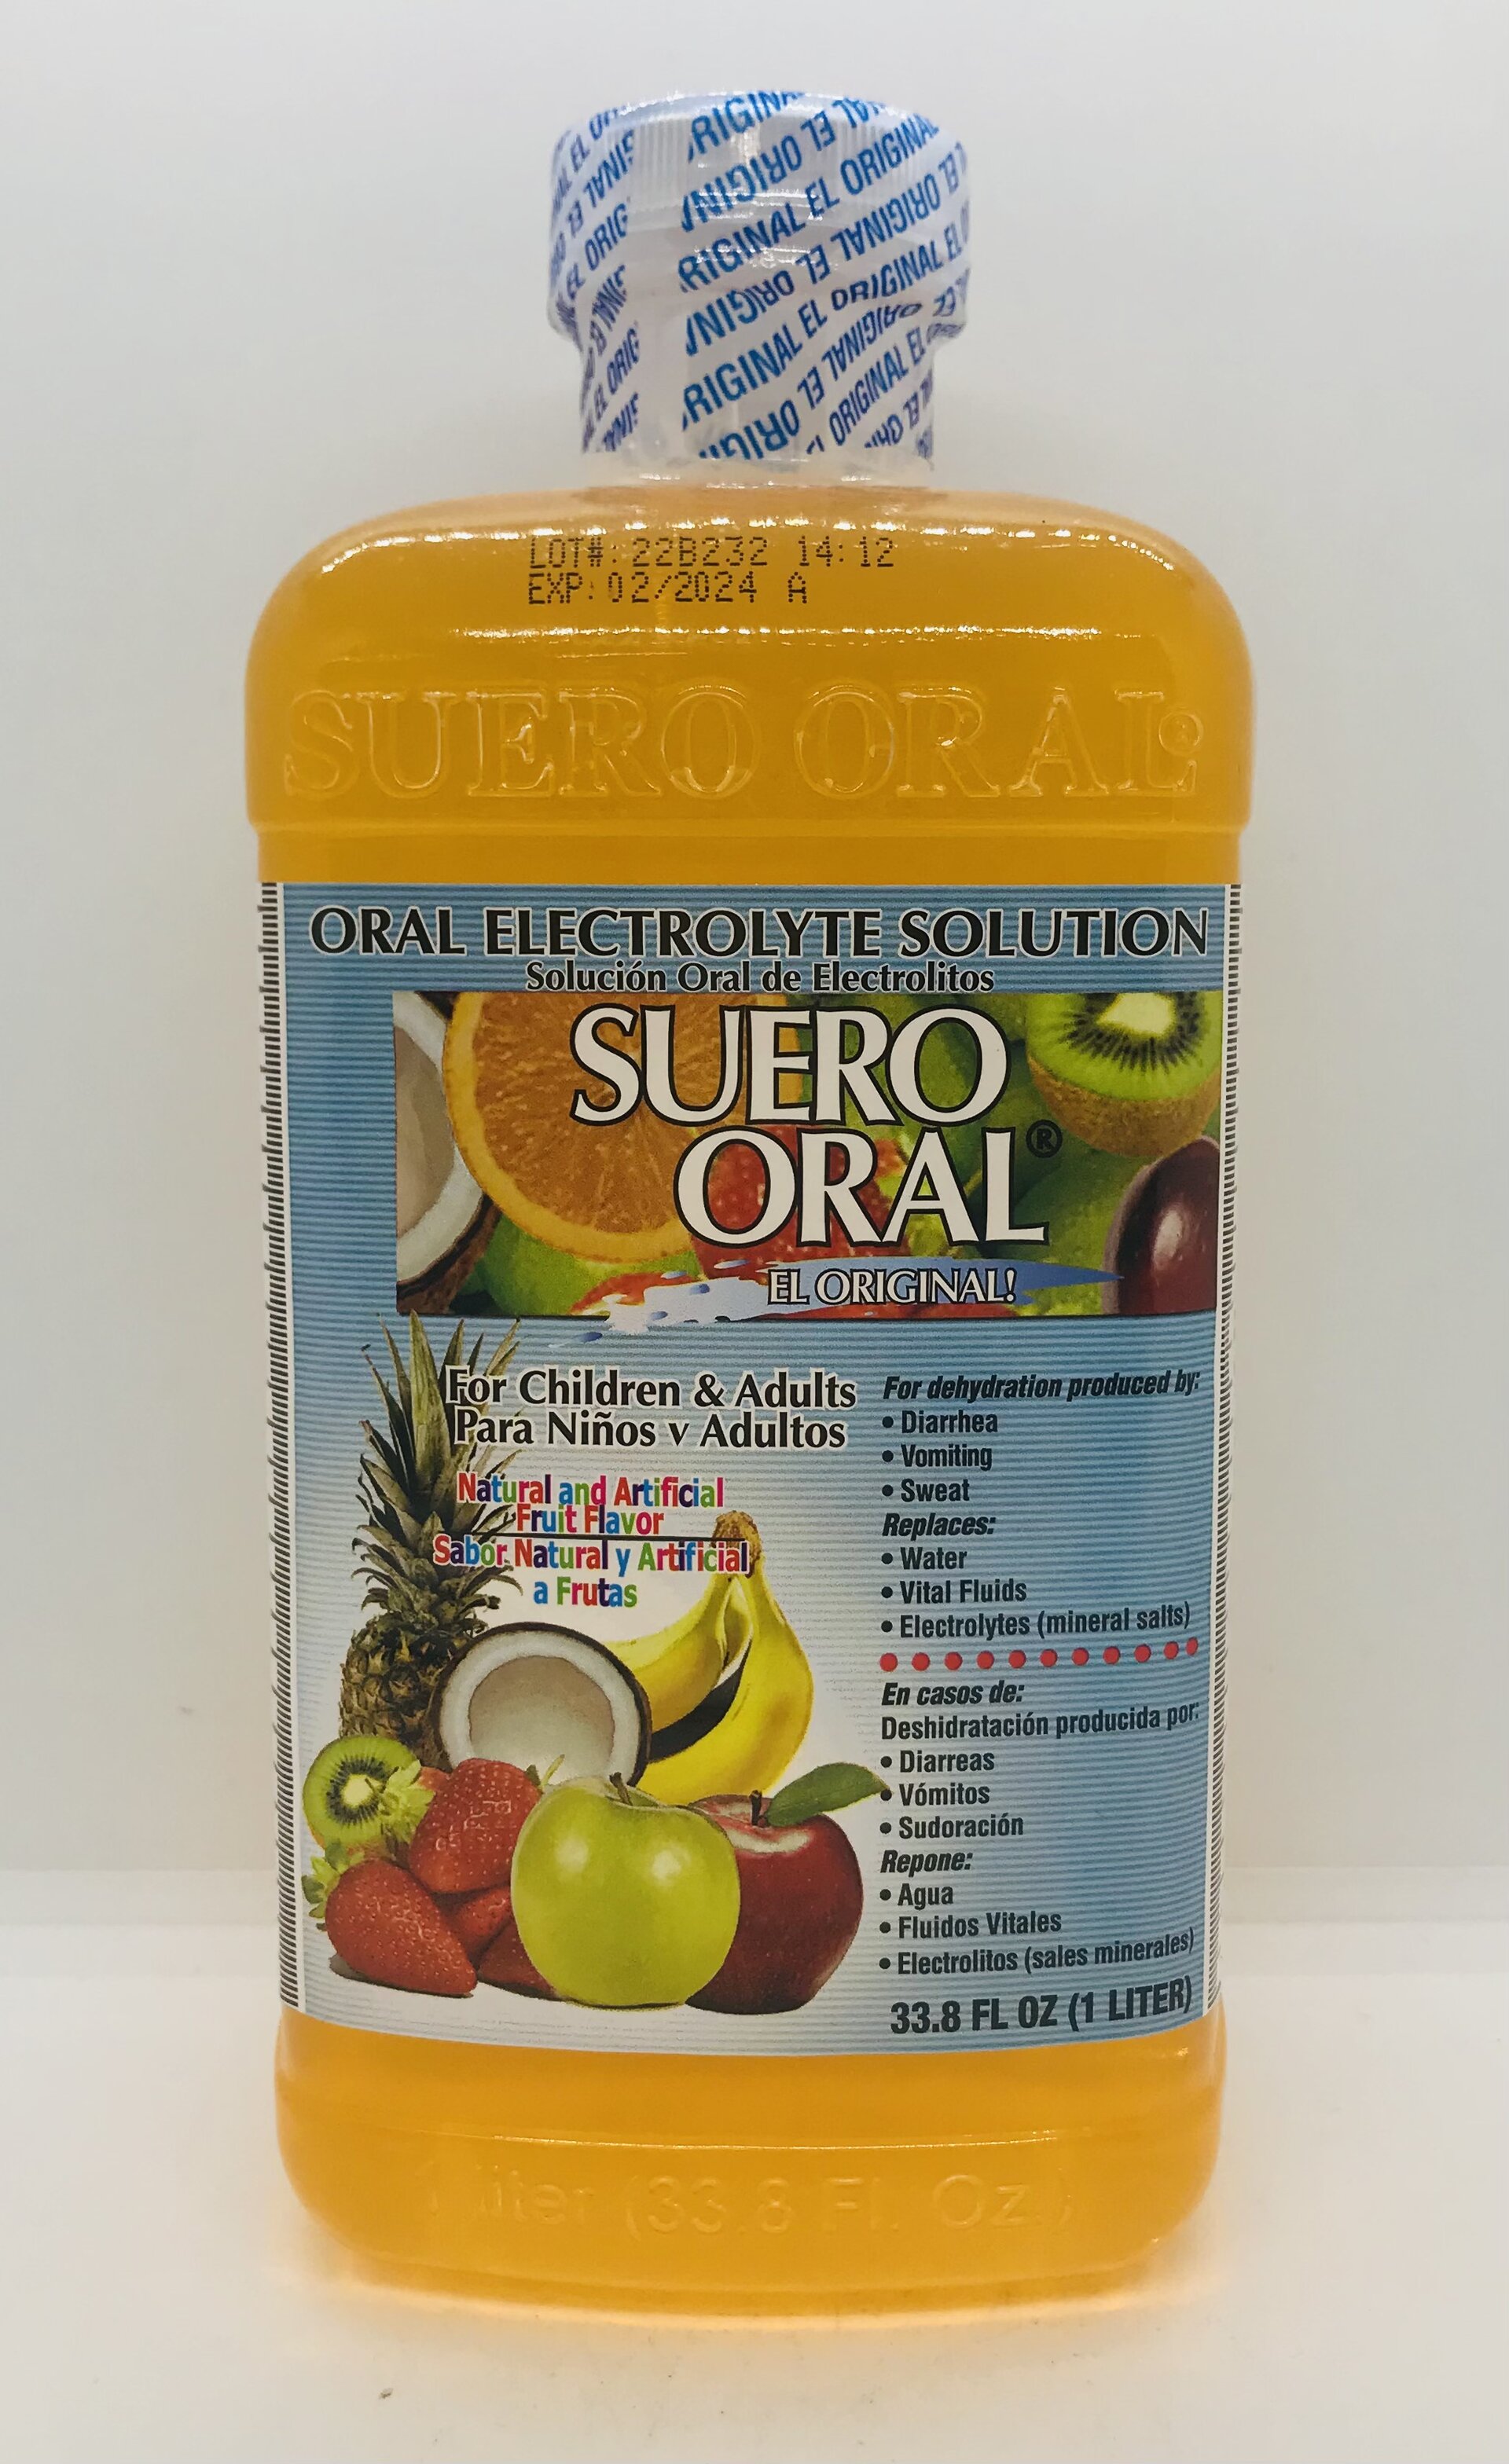 ORIGINAL EL ORIGINAL EL ORIGINAL
LOT#: 22B232 14:12
EXP: 02/2024 A
SUERO ORAL®
ORAL ELECTROLYTE SOLUTION
Solución Oral de Electrolitos
SUERO
ORAL®
EL ORIGINAL!
For Children & Adults
Para Niños y Adultos
Natural and Artificial
Fruit Flavor
Sabor Natural y Artificial
a Frutas
For dehydration produced by:
• Diarrhea
• Vomiting
• Sweat
Replaces:
• Water
• Vital Fluids
• Electrolytes (mineral salts)
En casos de:
Deshidratación producida por:
• Diarreas
• Vómitos
• Sudoración
Repone:
• Agua
• Fluidos Vitales
• Electrolitos (sales minerales)
33.8 FL OZ (1 LITER)
1 liter (33.8 Fl. Oz.)